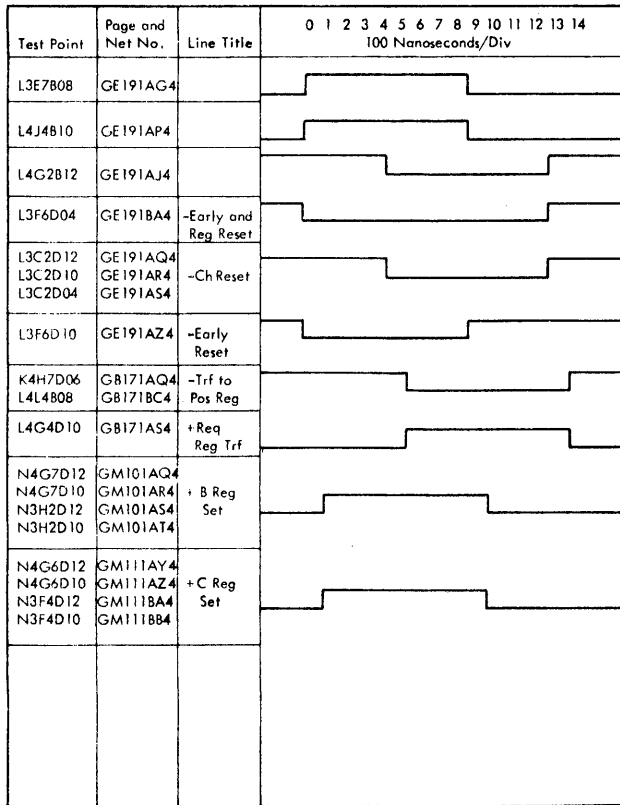 Page and 0 1 2 3 4 5 6 7 8 9 10 11 12 13 14
Test Point Net No. Line Title 100 Nanoseconds/Div
L3E7B08 GE191AG4
L4J4B10 GE191AP4
L4G2B12 GE191AJ4
L3F6D04 GE191BA4 -Early and
Reg Reset
L3C2D12 GE191AQ4
L3C2D10 GE191AR4 -Ch Reset
L3C2D04 GE191AS4
L3F6D10 GE191AZ4 -Early
Reset
K4H7D06 GB171AQ4 -Trf to
L4L4B08 GB171BC4 Pos Reg
L4G4D10 GB171AS4 +Req
Reg Trf
N4G7D12 GM101AQ4
N4G7D10 GM101AR4 + B Reg
N3H2D12 GM101AS4 Set
N3H2D10 GM101AT4
N4G6D12 GM111AY4
N4G6D10 GM111AZ4 +C Reg
N3F4D12 GM111BA4 Set
N3F4D10 GM111BB4